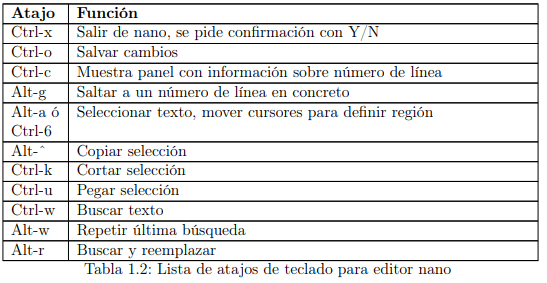 Atajo Función
Ctrl-x Salir de nano, se pide confirmación con Y/N
Ctrl-o Salvar cambios
Ctrl-c Muestra panel con información sobre número de línea
Alt-g Saltar a un número de línea en concreto
Alt-a ó Seleccionar texto, mover cursores para definir región
Ctrl-6
Alt-ˆ Copiar selección
Ctrl-k Cortar selección
Ctrl-u Pegar selección
Ctrl-w Buscar texto
Alt-w Repetir última búsqueda
Alt-r Buscar y reemplazar
Tabla 1.2: Lista de atajos de teclado para editor nano